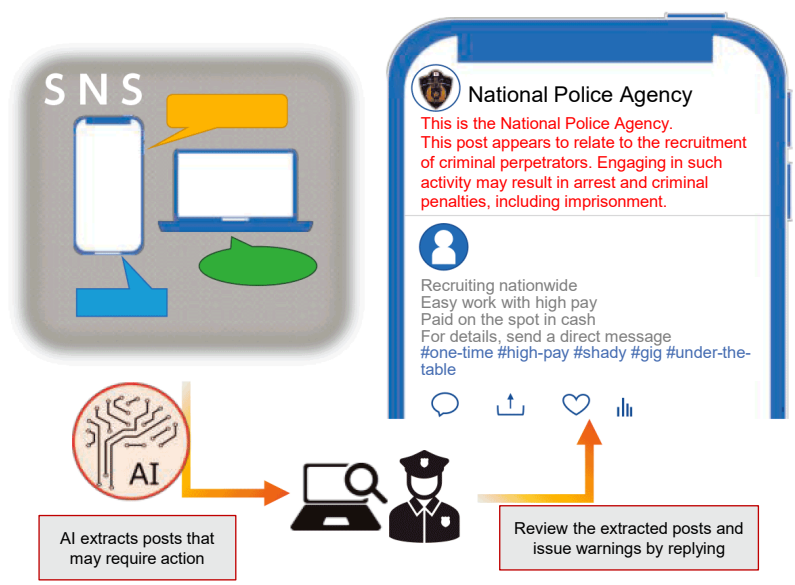 SNS
National Police Agency
This is the National Police Agency.
This post appears to relate to the recruitment
of criminal perpetrators. Engaging in such
activity may result in arrest and criminal
penalties, including imprisonment.
Recruiting nationwide
Easy work with high pay
Paid on the spot in cash
For details, send a direct message
#one-time #high-pay #shady #gig #under-the-
table
AI
AI extracts posts that
may require action
Review the extracted posts and
issue warnings by replying